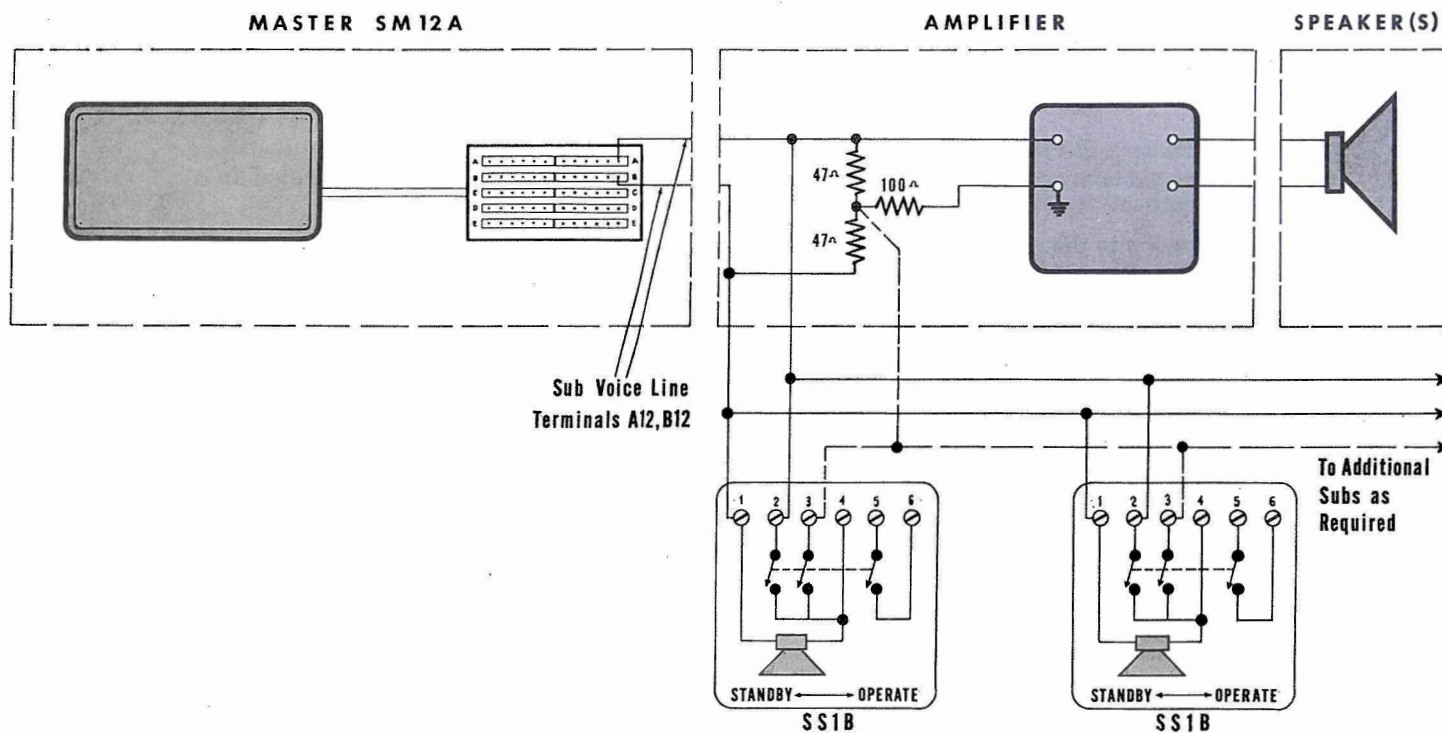 MASTER SM12A
AMPLIFIER
SPEAKER(S)
A A
B B
C C
D D
E E
47Ω
100Ω
47Ω
Sub Voice Line
Terminals A12, B12
To Additional
Subs as
Required
1 2 3 4 5 6
STANDBY OPERATE
SS1B
1 2 3 4 5 6
STANDBY OPERATE
SS1B